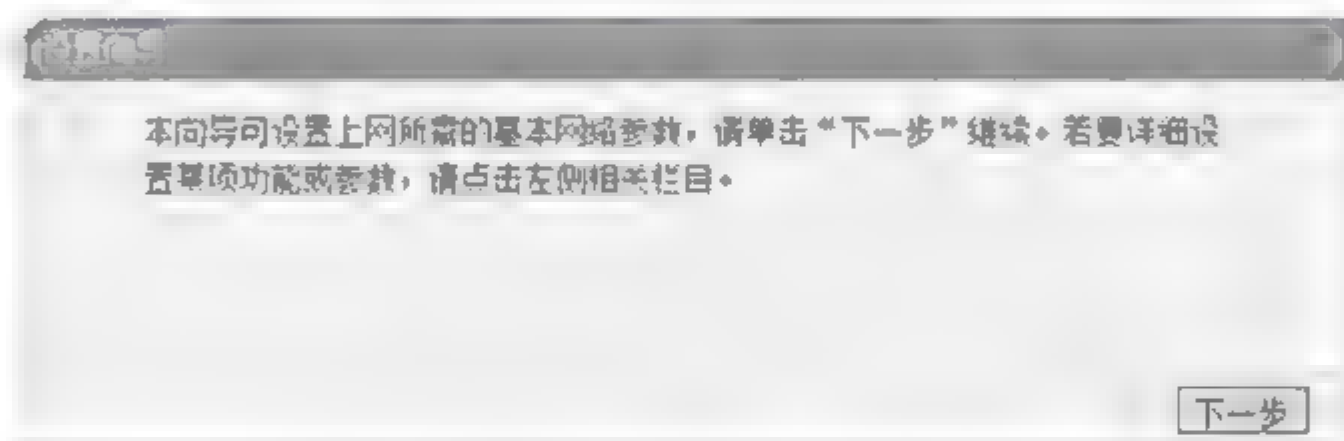 本向导可设置上网所需的基本网络参数，请单击“下一步”继续。若要详细设
置某项功能或参数，请点击左侧相关栏目。
下一步